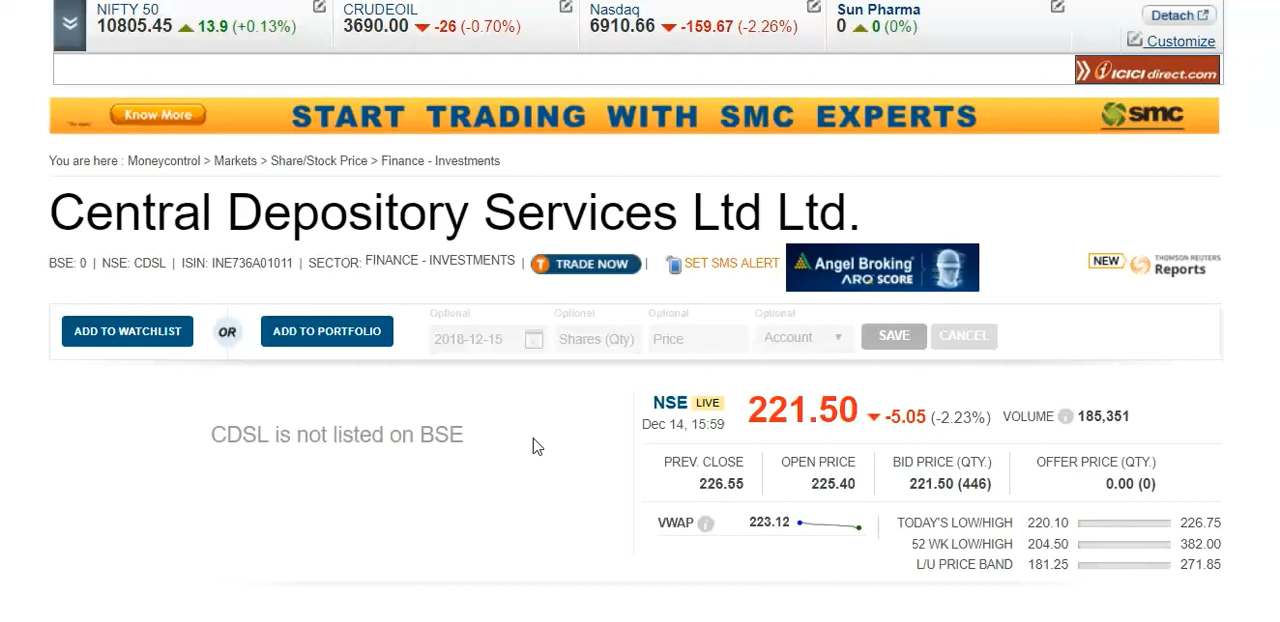 NIFTY 50 CRUDEOIL Nasdaq Sun Pharma Detach
10805.45 13.9 (+0.13%) 3690.00 -26 (-0.70%) 6910.66 -159.67 (-2.26%) 0 0 (0%)
Customize
ICICI direct.com
Know More START TRADING WITH SMC EXPERTS smc
You are here : Moneycontrol > Markets > Share/Stock Price > Finance - Investments
Central Depository Services Ltd Ltd.
BSE: 0 | NSE: CDSL | ISIN: INE736A01011 | SECTOR: FINANCE - INVESTMENTS | T TRADE NOW | SET SMS ALERT Angel Broking NEW THOMSON REUTERS
ARQ SCORE Reports
Optional Optional Optional Optional
ADD TO WATCHLIST OR ADD TO PORTFOLIO 2018-12-15 Shares (Qty) Price Account SAVE CANCEL
NSE LIVE 221.50 -5.05 (-2.23%) VOLUME i 185,351
Dec 14, 15:59
CDSL is not listed on BSE
PREV. CLOSE OPEN PRICE BID PRICE (QTY.) OFFER PRICE (QTY.)
226.55 225.40 221.50 (446) 0.00 (0)
VWAP i 223.12 TODAY'S LOW/HIGH 220.10 226.75
52 WK LOW/HIGH 204.50 382.00
L/U PRICE BAND 181.25 271.85